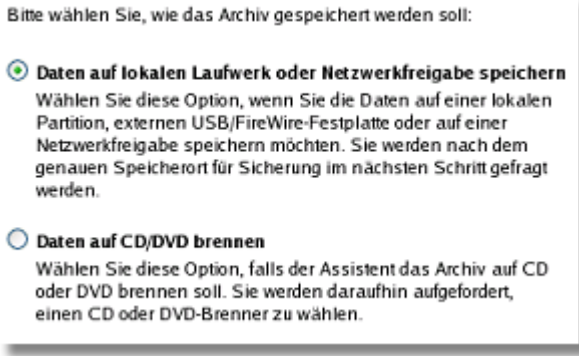 Bitte wählen Sie, wie das Archiv gespeichert werden soll:
Daten auf lokalen Laufwerk oder Netzwerkfreigabe speichern
Wählen Sie diese Option, wenn Sie die Daten auf einer lokalen
Partition, externen USB/FireWire-Festplatte oder auf einer
Netzwerkfreigabe speichern möchten. Sie werden nach dem
genauen Speicherort für Sicherung im nächsten Schritt gefragt
werden.
Daten auf CD/DVD brennen
Wählen Sie diese Option, falls der Assistent das Archiv auf CD
oder DVD brennen soll. Sie werden daraufhin aufgefordert,
einen CD oder DVD-Brenner zu wählen.